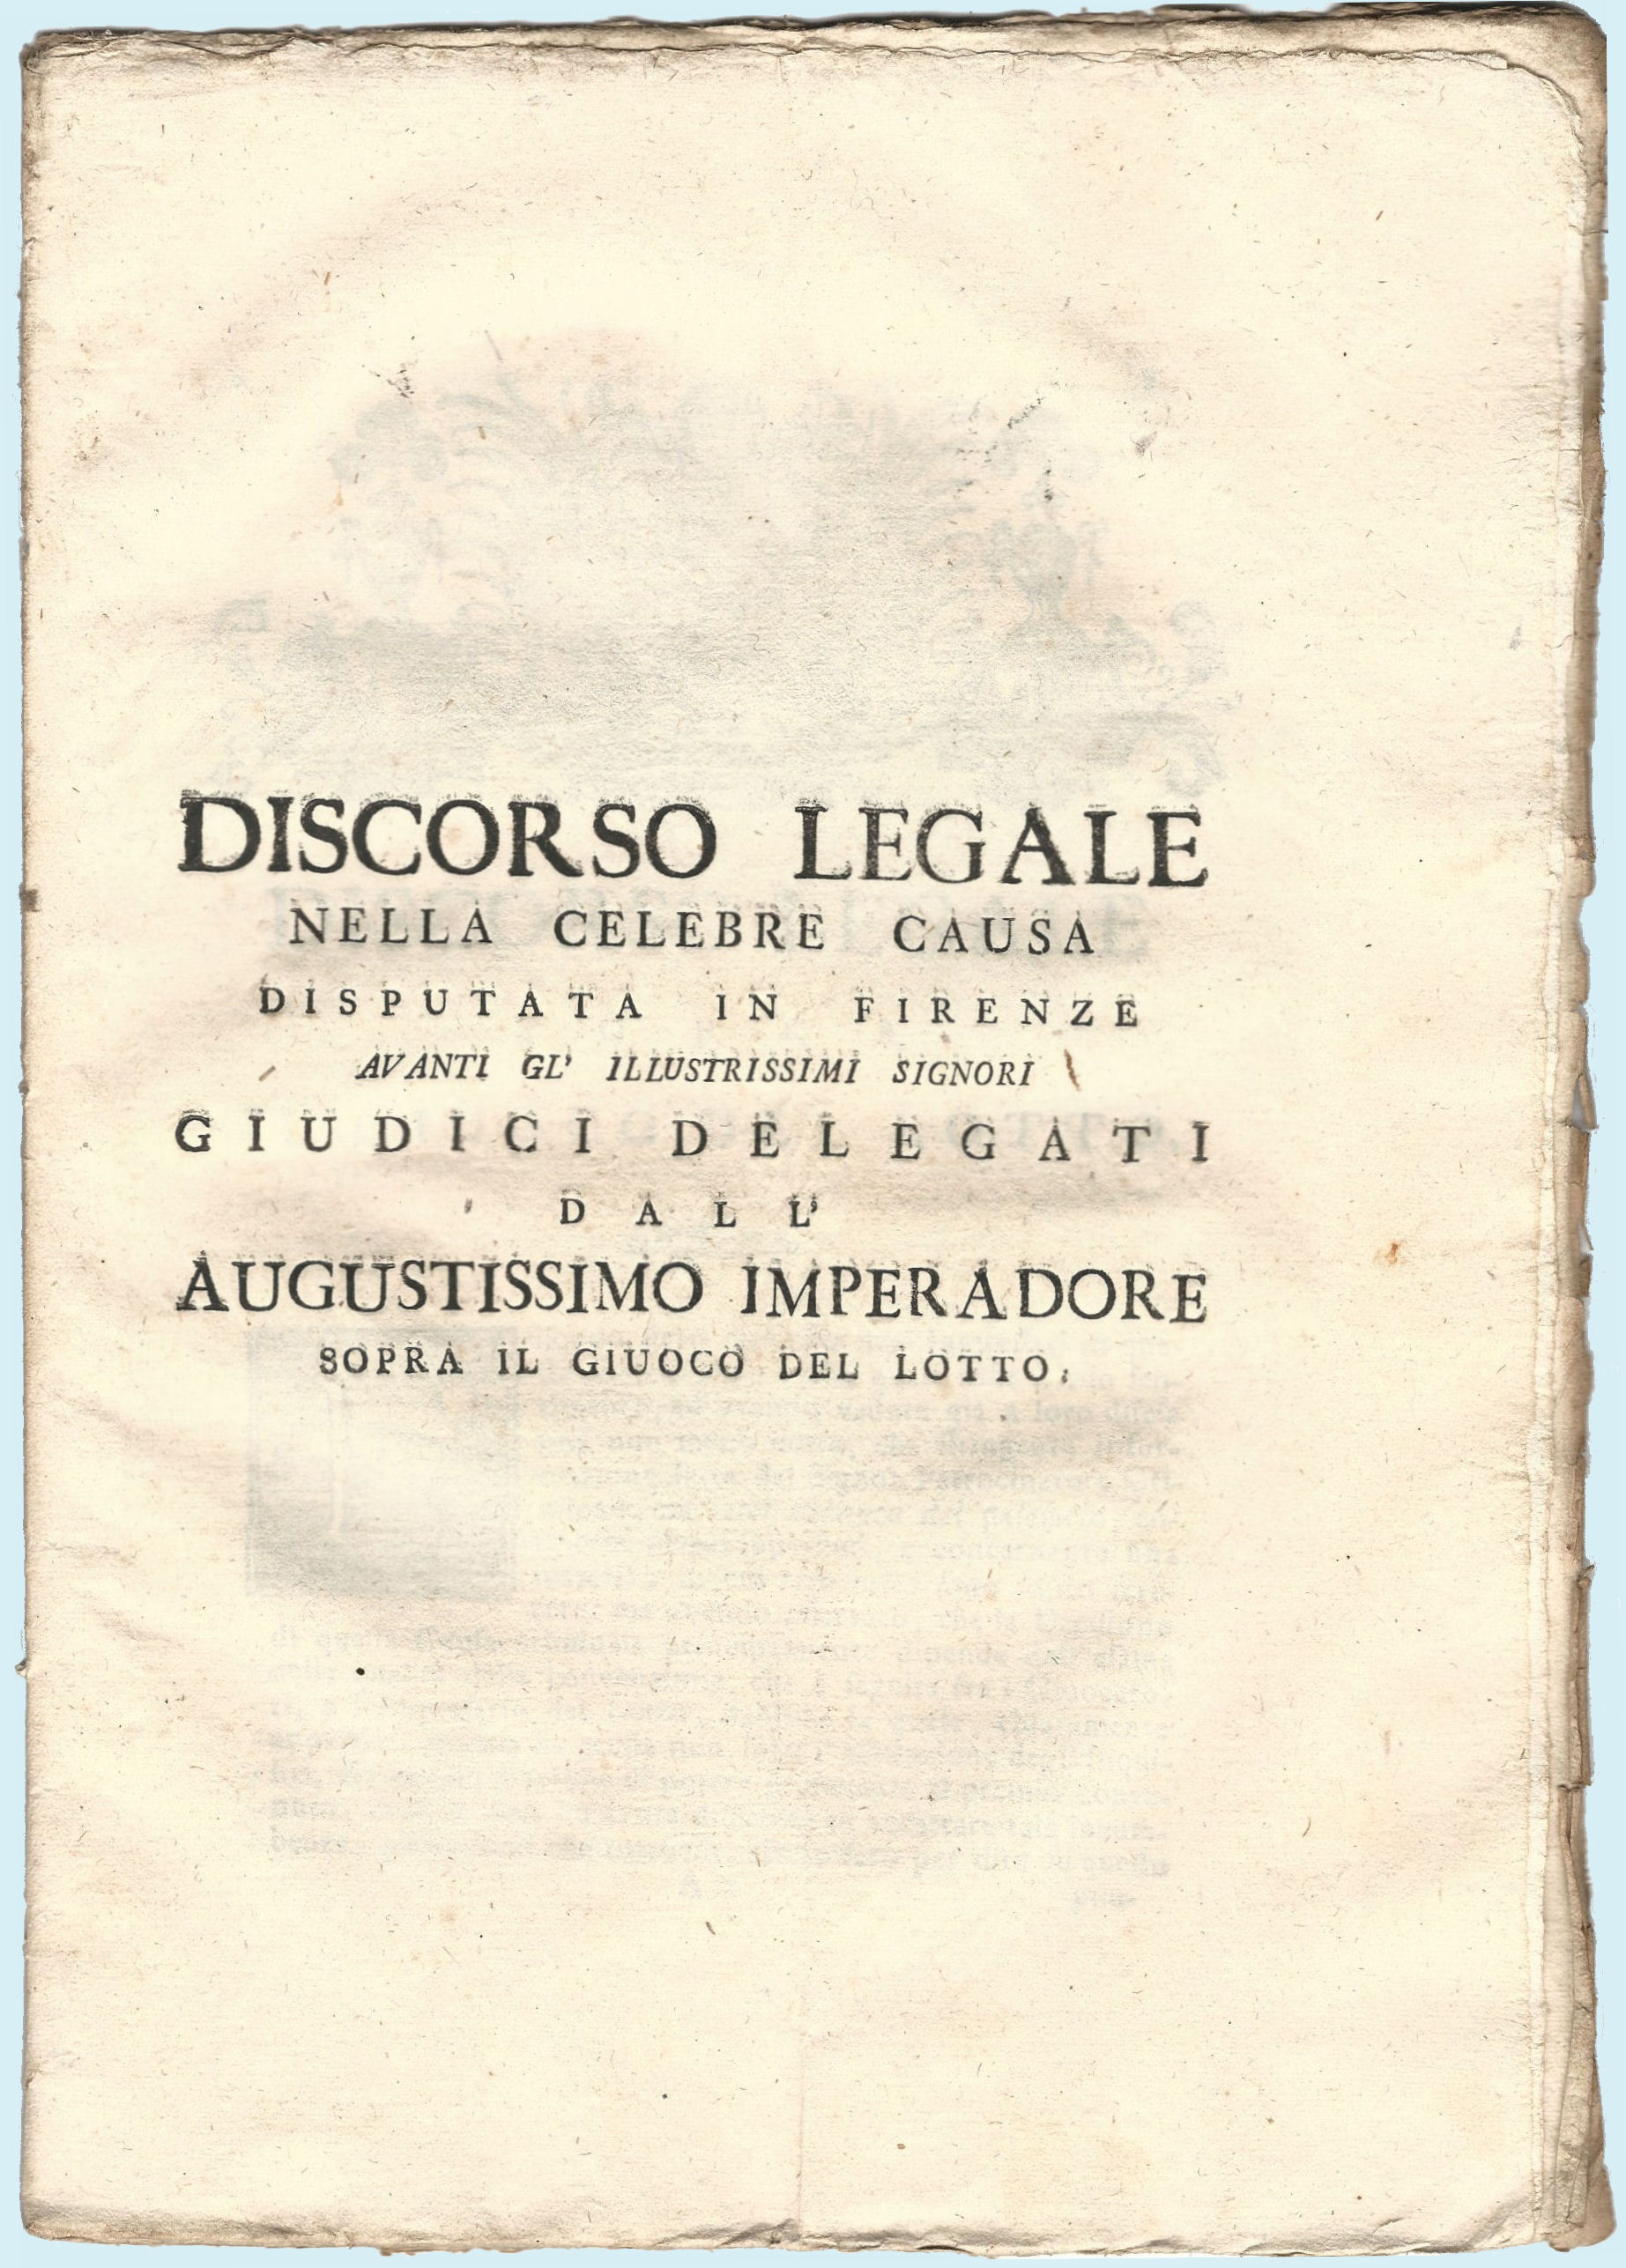 DISCORSO LEGALE
NELLA CELEBRE CAUSA
DISPUTATA IN FIRENZE
AVANTI GL' ILLUSTRISSIMI SIGNORI
GIUDICI DELEGATI
DALL'
AUGUSTISSIMO IMPERADORE
SOPRA IL GIUOCO DEL LOTTO.